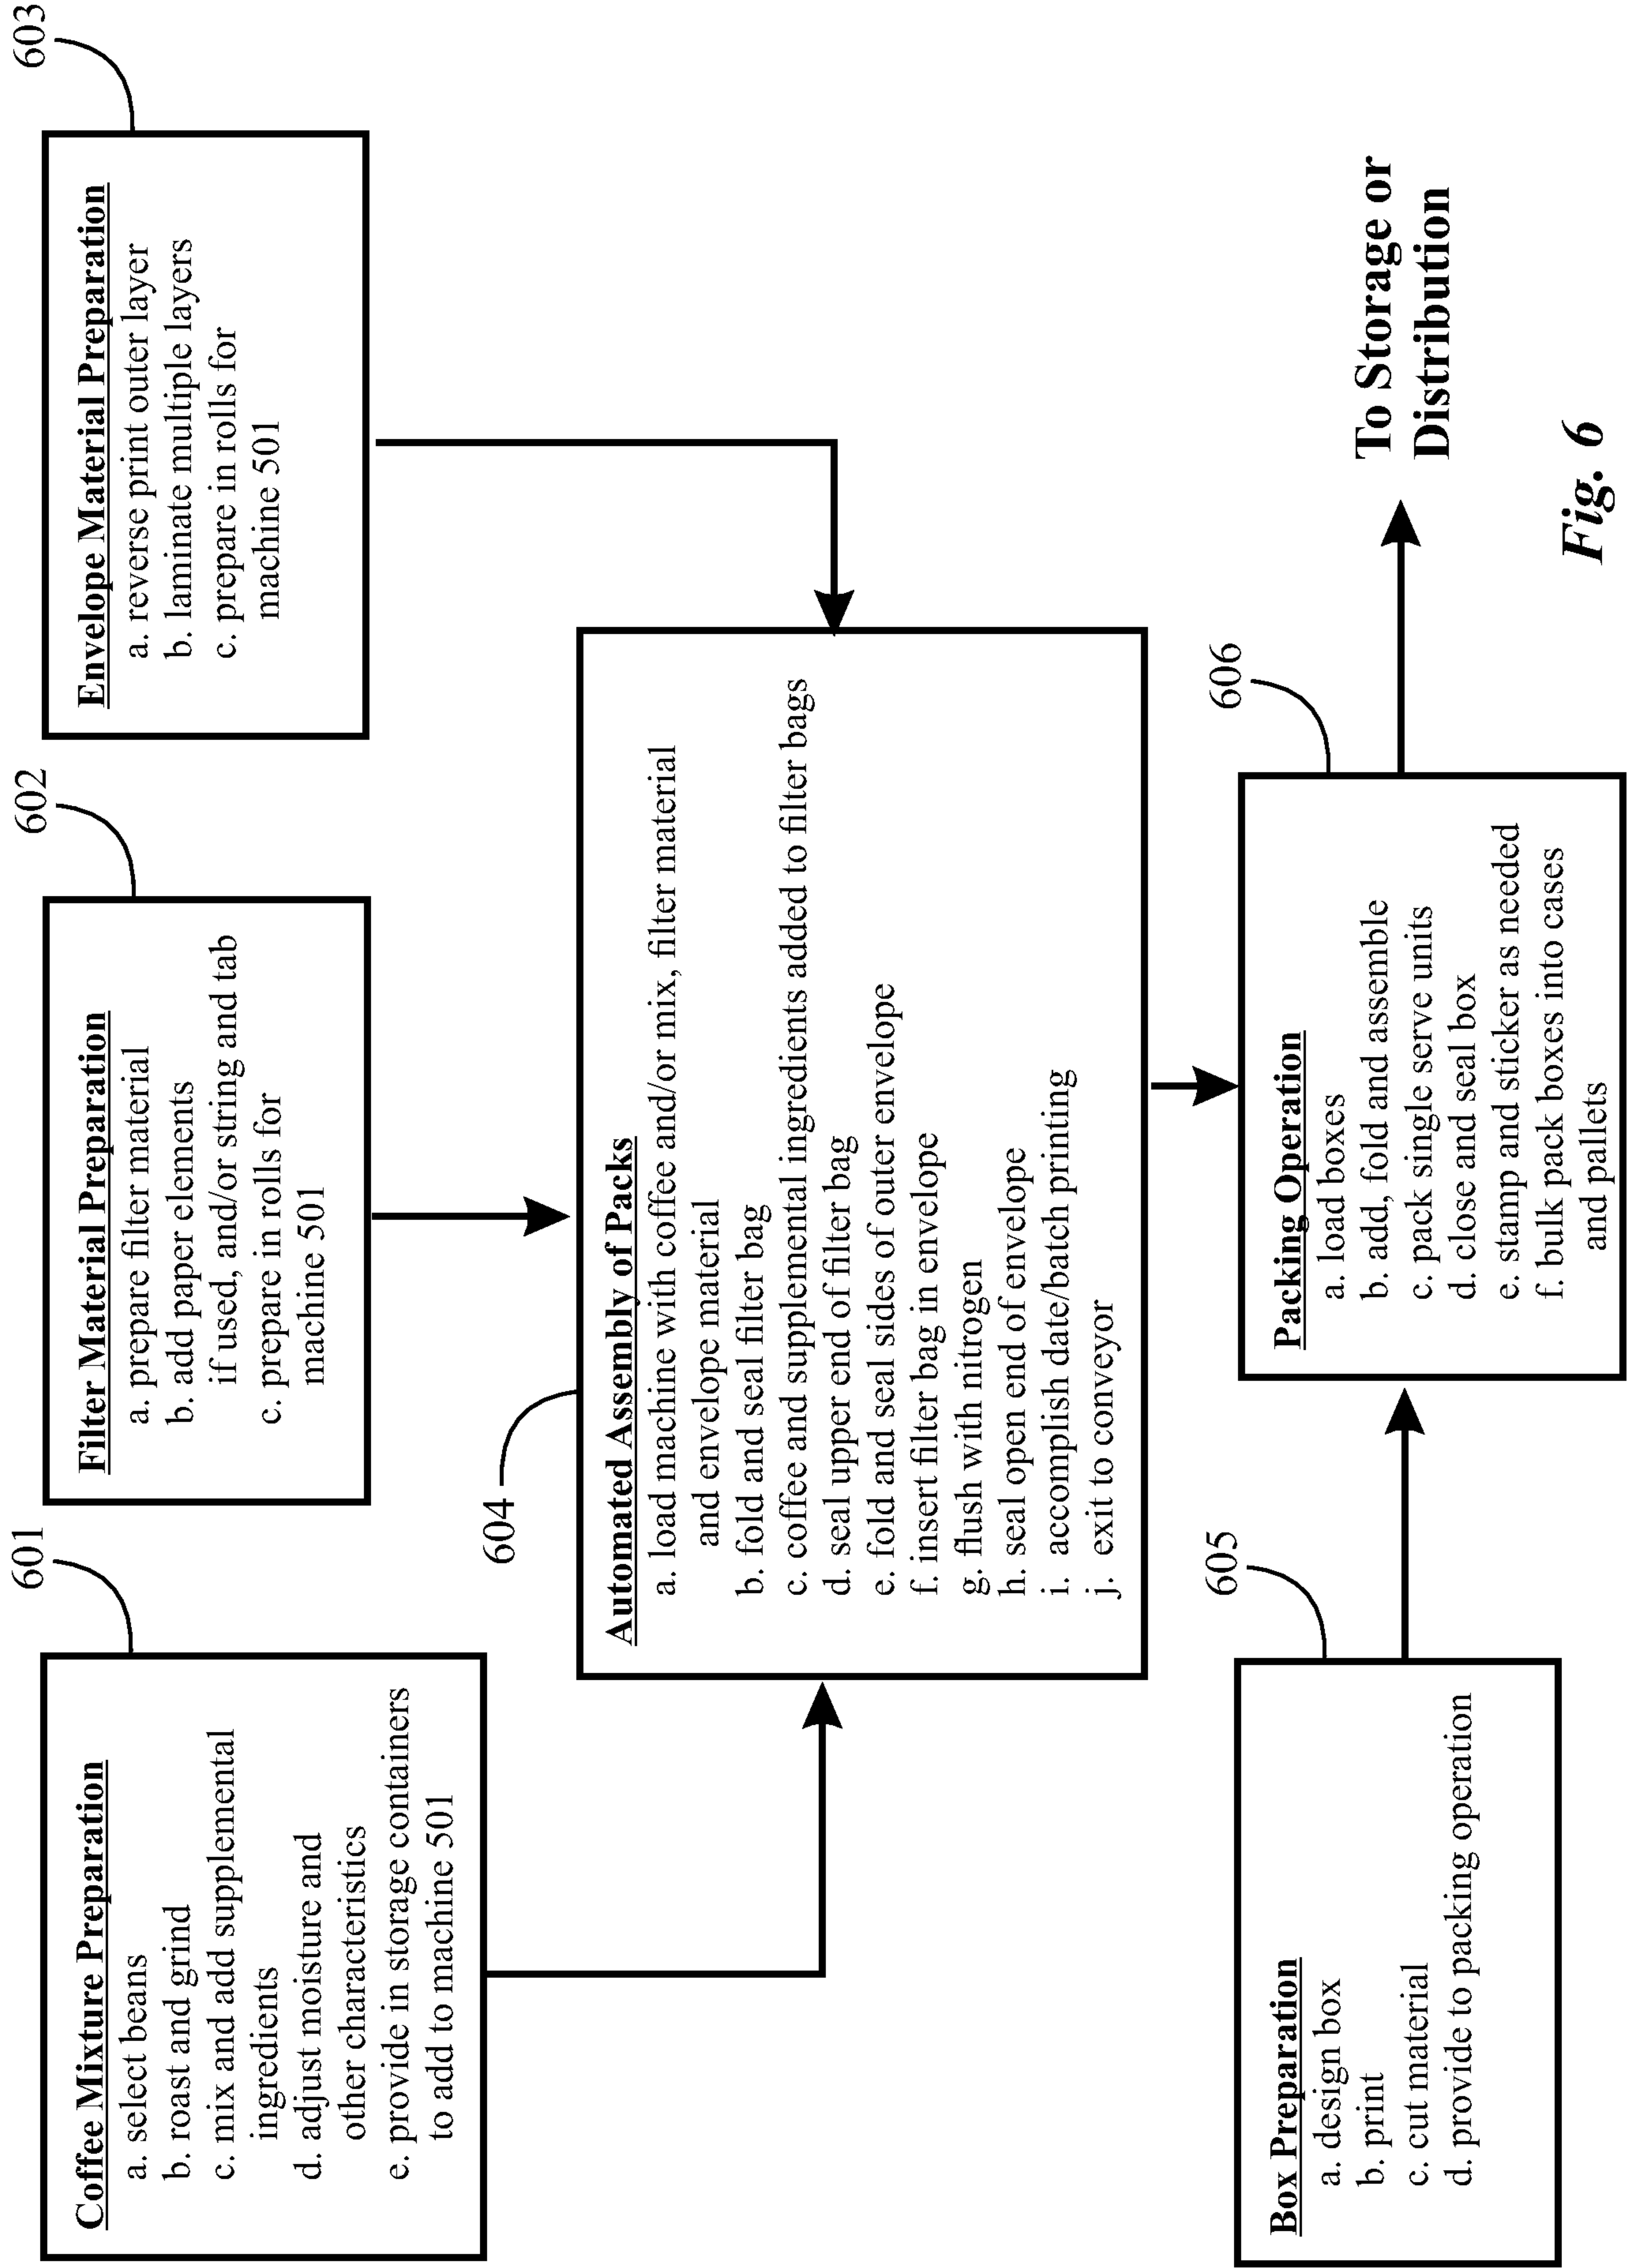 601
Coffee Mixture Preparation
a. select beans
b. roast and grind
c. mix and add supplemental
ingredients
d. adjust moisture and
other characteristics
e. provide in storage containers
to add to machine 501
602
Filter Material Preparation
a. prepare filter material
b. add paper elements
if used, and/or string and tab
c. prepare in rolls for
machine 501
603
Envelope Material Preparation
a. reverse print outer layer
b. laminate multiple layers
c. prepare in rolls for
machine 501
604
Automated Assembly of Packs
a. load machine with coffee and/or mix, filter material
and envelope material
b. fold and seal filter bag
c. coffee and supplemental ingredients added to filter bags
d. seal upper end of filter bag
e. fold and seal sides of outer envelope
f. insert filter bag in envelope
g. flush with nitrogen
h. seal open end of envelope
i. accomplish date/batch printing
j. exit to conveyor
605
Box Preparation
a. design box
b. print
c. cut material
d. provide to packing operation
606
Packing Operation
a. load boxes
b. add, fold and assemble
c. pack single serve units
d. close and seal box
e. stamp and sticker as needed
f. bulk pack boxes into cases
and pallets
To Storage or
Distribution
Fig. 6